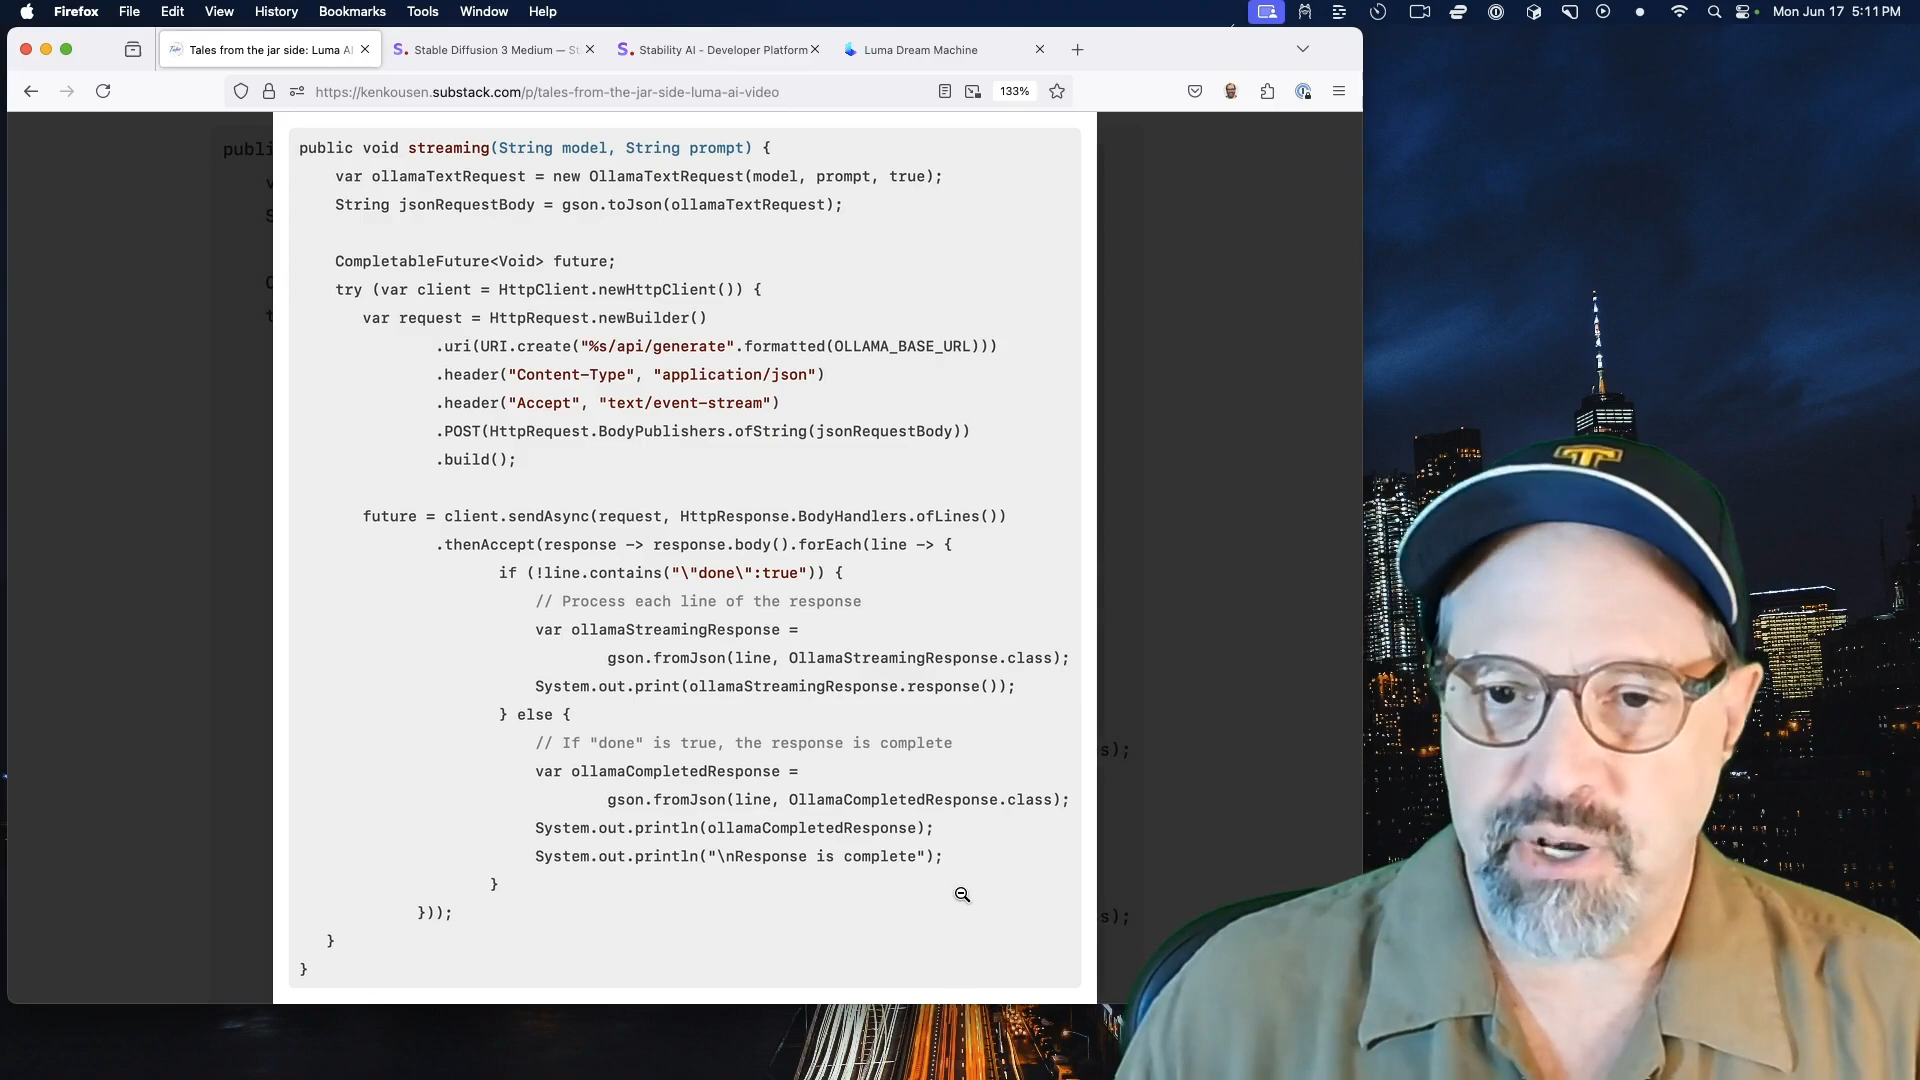 Firefox File Edit View History Bookmarks Tools Window Help Mon Jun 17 5:11 PM
Tales from the jar side: Luma AI Stable Diffusion 3 Medium — St Stability AI - Developer Platform Luma Dream Machine
https://kenkousen.substack.com/p/tales-from-the-jar-side-luma-ai-video 133%
public void streaming(String model, String prompt) {
var ollamaTextRequest = new OllamaTextRequest(model, prompt, true);
String jsonRequestBody = gson.toJson(ollamaTextRequest);
CompletableFuture<Void> future;
try (var client = HttpClient.newHttpClient()) {
var request = HttpRequest.newBuilder()
.uri(URI.create("%s/api/generate".formatted(OLLAMA_BASE_URL)))
.header("Content-Type", "application/json")
.header("Accept", "text/event-stream")
.POST(HttpRequest.BodyPublishers.ofString(jsonRequestBody))
.build();
future = client.sendAsync(request, HttpResponse.BodyHandlers.ofLines())
.thenAccept(response -> response.body().forEach(line -> {
if (!line.contains("\"done\":true")) {
// Process each line of the response
var ollamaStreamingResponse =
gson.fromJson(line, OllamaStreamingResponse.class);
System.out.print(ollamaStreamingResponse.response());
} else {
// If "done" is true, the response is complete
var ollamaCompletedResponse =
gson.fromJson(line, OllamaCompletedResponse.class);
System.out.println(ollamaCompletedResponse);
System.out.println("\nResponse is complete");
}
}));
}
}
publi
s);
s);
T